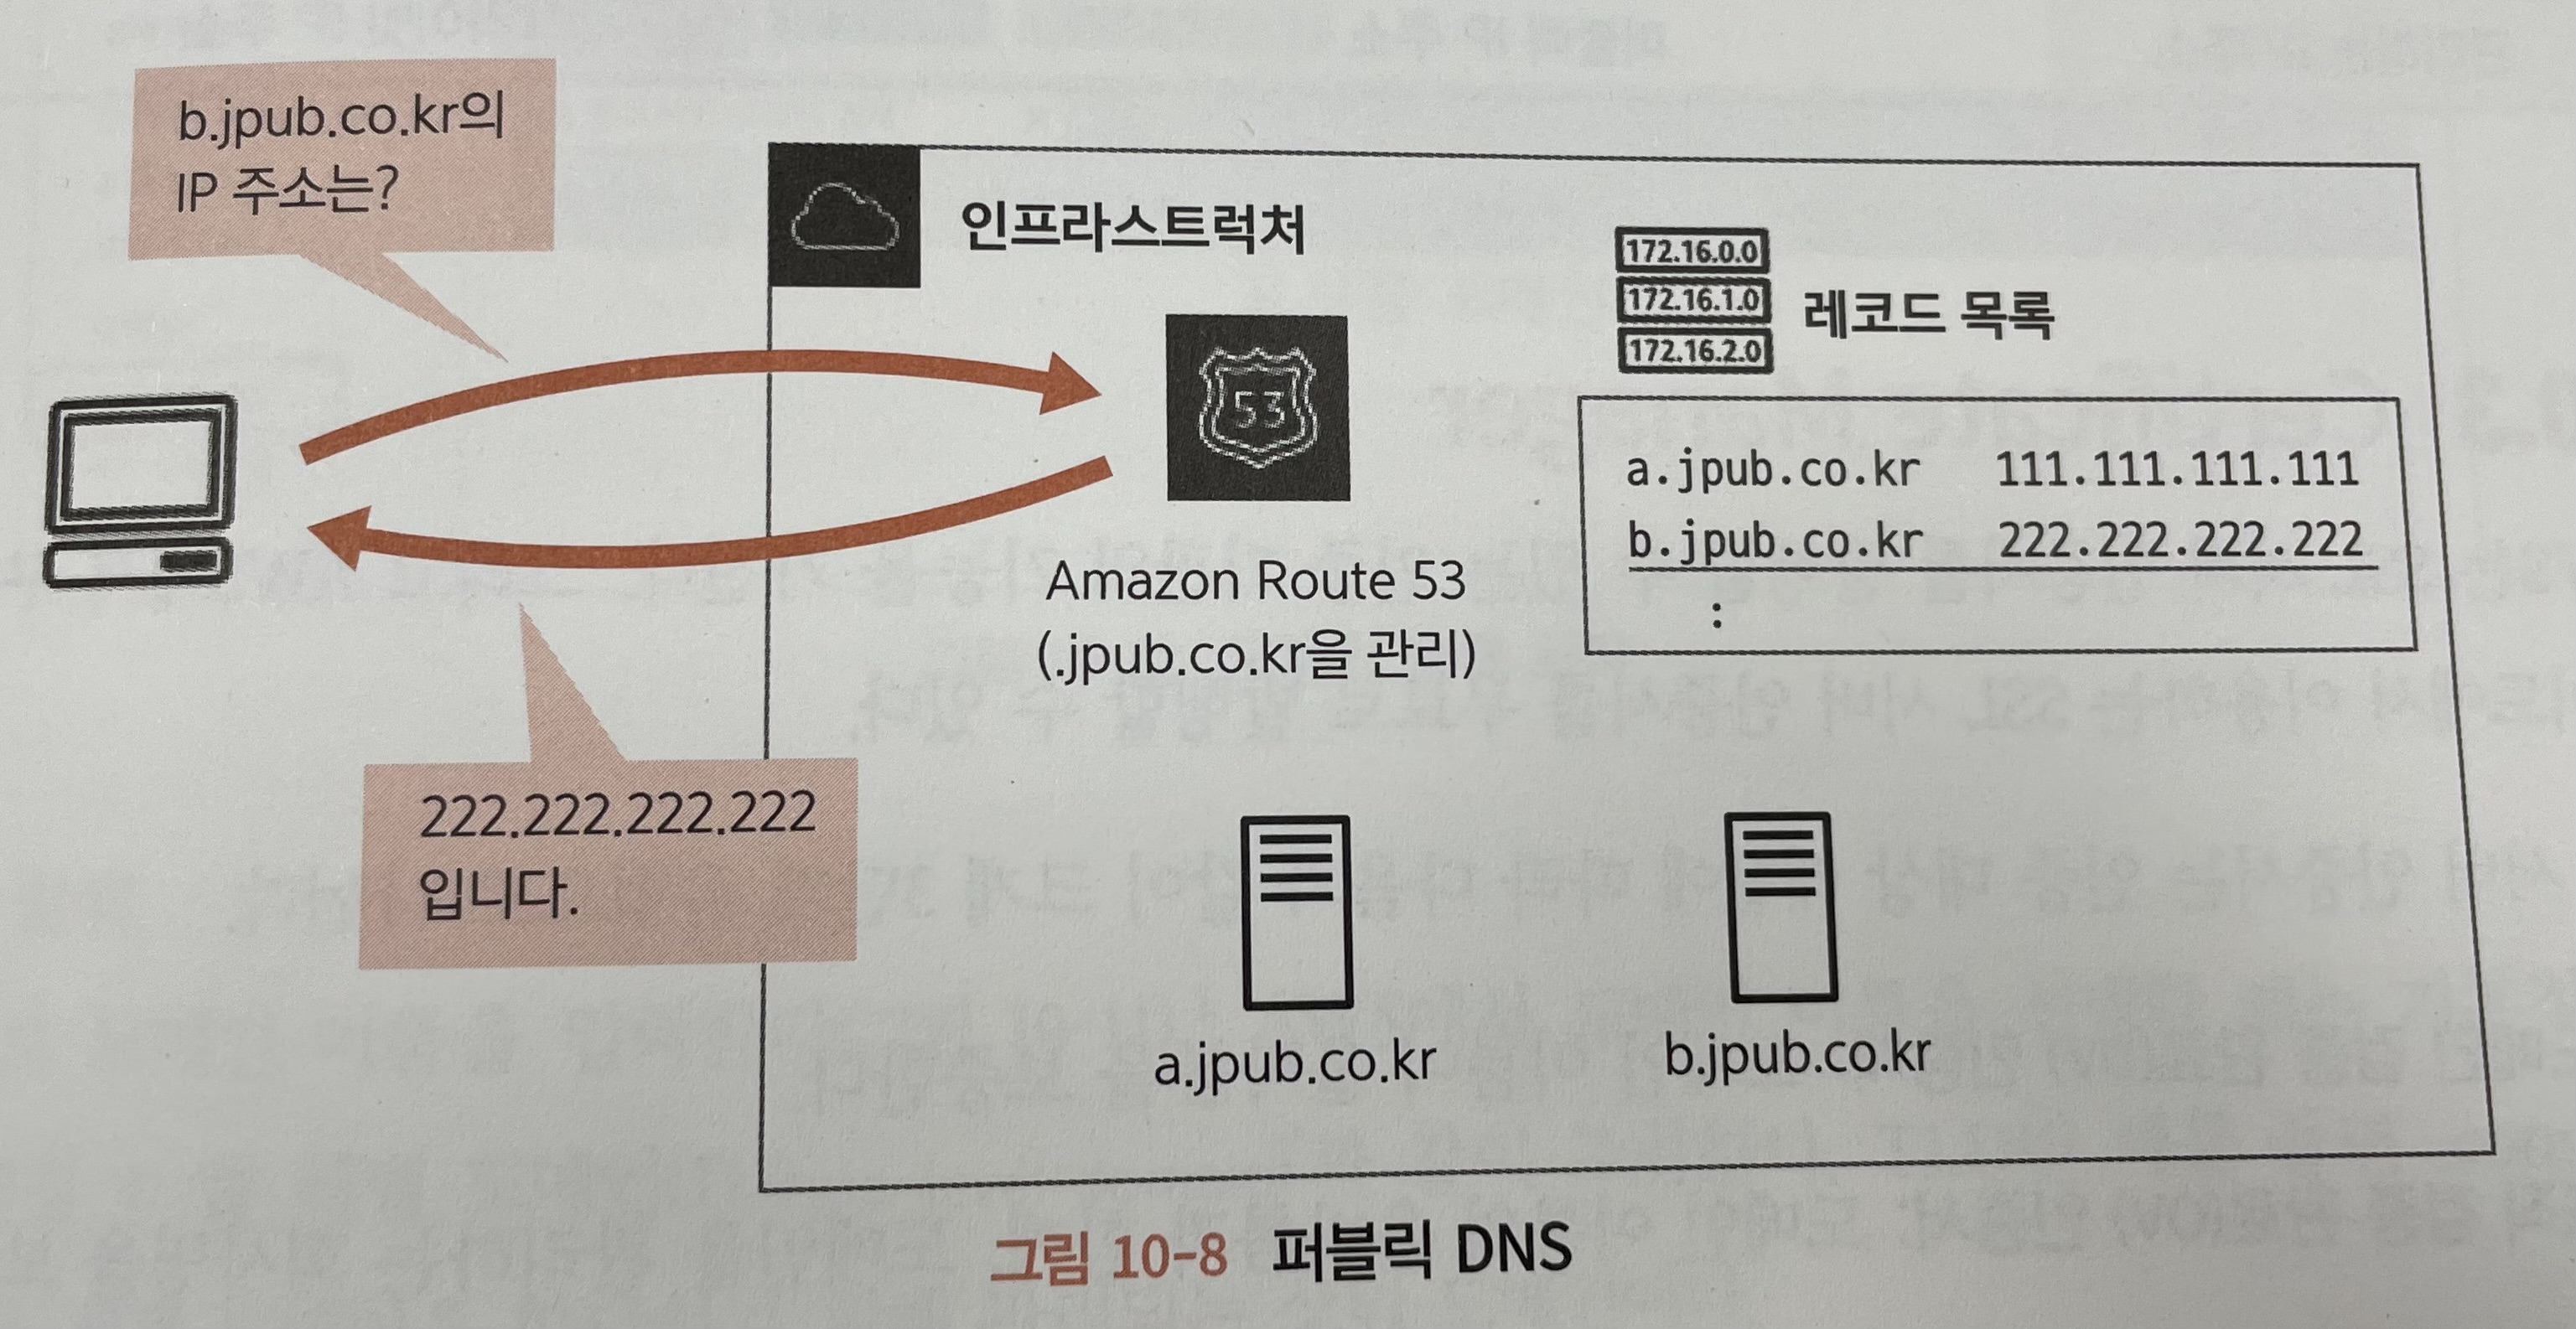 b.jpub.co.kr의
IP 주소는?
인프라스트럭처
172.16.0.0
172.16.1.0
172.16.2.0
레코드 목록
53
a.jpub.co.kr 111.111.111.111
b.jpub.co.kr 222.222.222.222
:
Amazon Route 53
(.jpub.co.kr을 관리)
222.222.222.222
입니다.
a.jpub.co.kr
b.jpub.co.kr
그림 10-8 퍼블릭 DNS